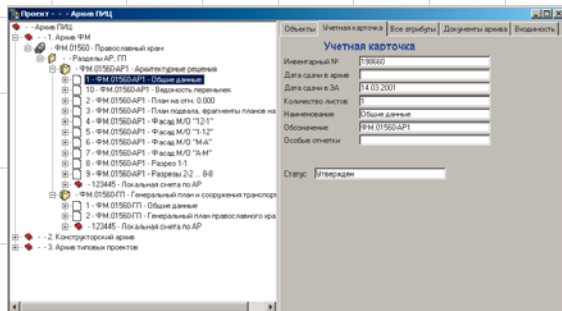 Проект - - - Архив ПИЦ
- -Архив ПИЦ
- -1. Архив ФМ
- ФМ.01560 - Православный храм
- -Разделы АР, ГП
- ФМ.01560-АР1 - Архитектурные решения
1 - ФМ.01560-АР1 - Общие данные
10 - ФМ.01560-АР1 - Ведомость перемычек.
2 - ФМ.01560-АР1 - План на отм. 0.000
3 - ФМ.01560-АР1 - План подвала, фрагменты планов на
4 - ФМ.01560-АР1 - Фасад М/О "12-1"
5 - ФМ.01560-АР1 - Фасад М/О "1-12"
6 - ФМ.01560-АР1 - Фасад М/О "М-А"
7 - ФМ.01560-АР1 - Фасад М/О "А-М"
8 - ФМ.01560-АР1 - Разрез 1-1
9 - ФМ.01560-АР1 - Разрезы 2-2 ... 8-8
- 123445 - Локальная смета по АР
- ФМ.01560-ГП - Генеральный план и сооружения транспорт
1 - ФМ.01560-ГП - Общие данные
2 - ФМ.01560-ГП - Генеральный план православного хра
- 123445 - Локальная смета по АР
- -2. Конструкторский архив
- -3. Архив типовых проектов
Объекты Учетная карточка Все атрибуты Документы архива Входимость
Учетная карточка
Инвентарный № 198660
Дата сдачи в архив
Дата сдачи в ЭА 14.03.2001
Количество листов 1
Наименование Общие данные
Обозначение ФМ.01560-АР1
Особые отметки
Статус Утвержден